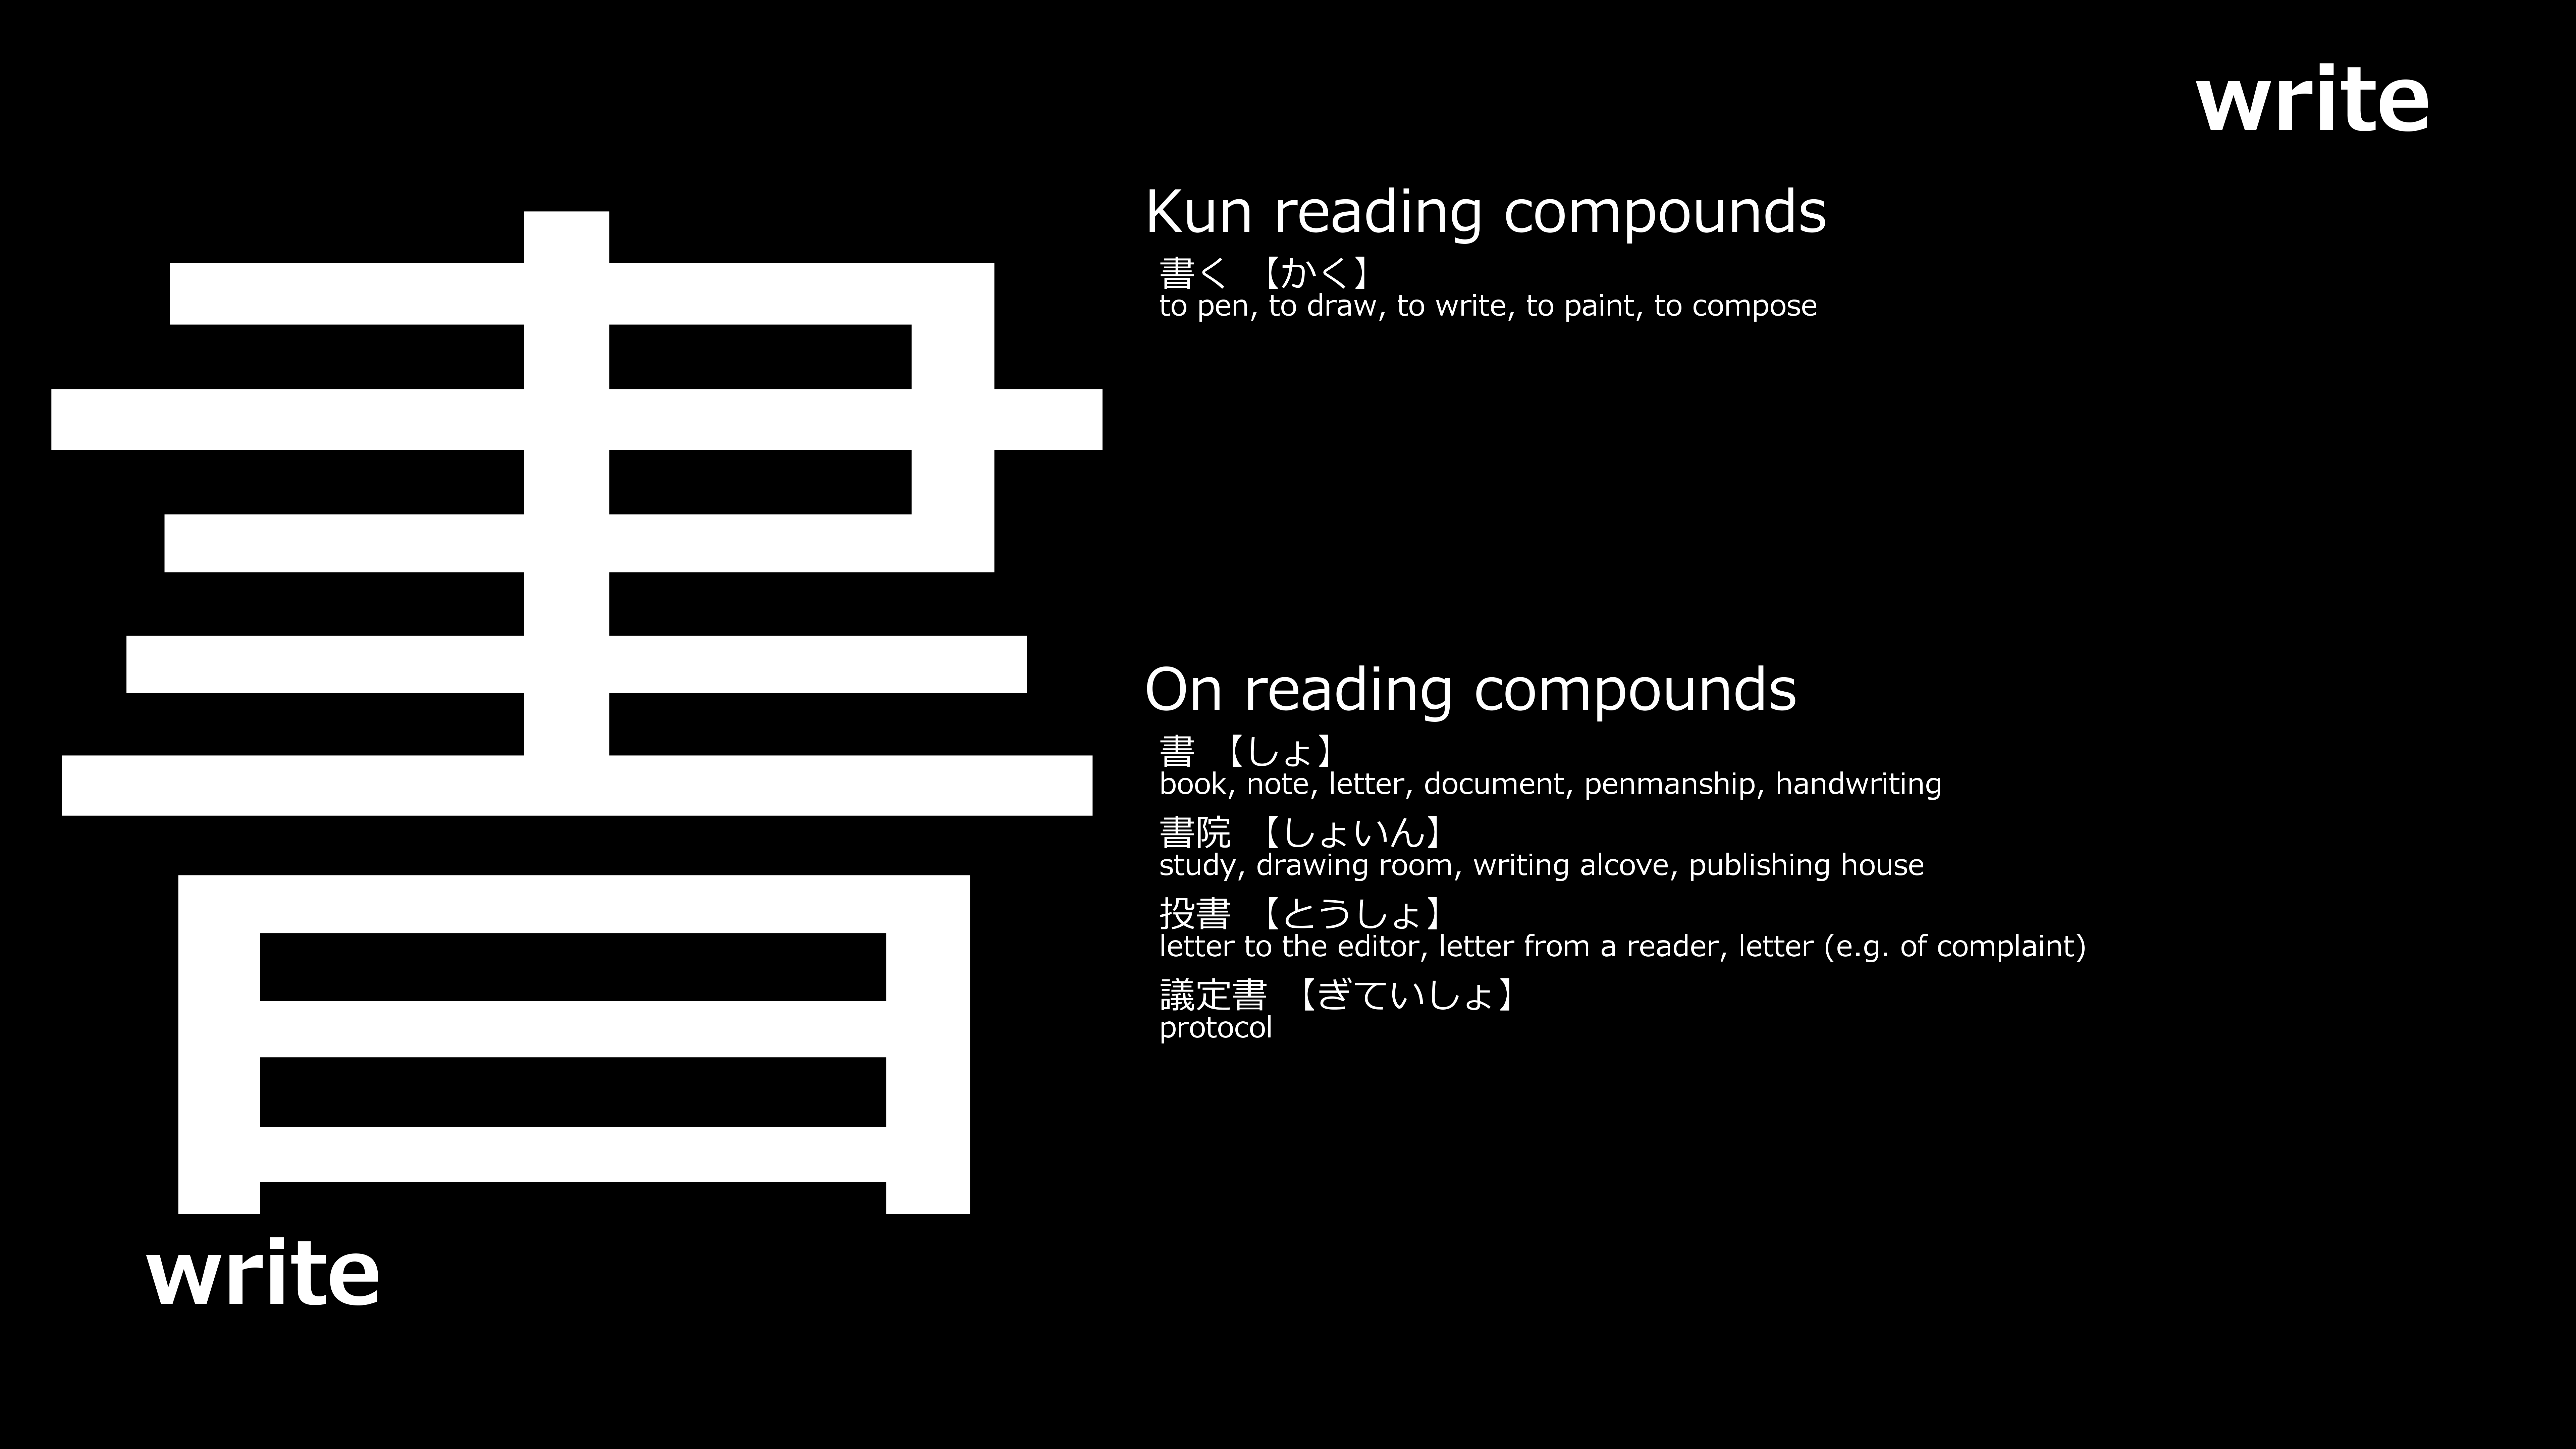 write
書
write
Kun reading compounds
書く 【かく】
to pen, to draw, to write, to paint, to compose
On reading compounds
書 【しょ】
book, note, letter, document, penmanship, handwriting
書院 【しょいん】
study, drawing room, writing alcove, publishing house
投書 【とうしょ】
letter to the editor, letter from a reader, letter (e.g. of complaint)
議定書 【ぎていしょ】
protocol